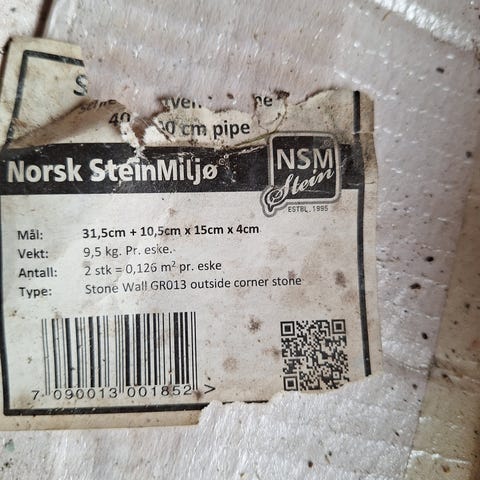 40
cm pipe
Norsk SteinMiljø
NSM
Stein
ESTBL.1995
Mål: 31,5cm + 10,5cm x 15cm x 4cm
Vekt: 9,5 kg. Pr. eske.
Antall: 2 stk = 0,126 m² pr. eske
Type: Stone Wall GR013 outside corner stone
7 090013 001852 >